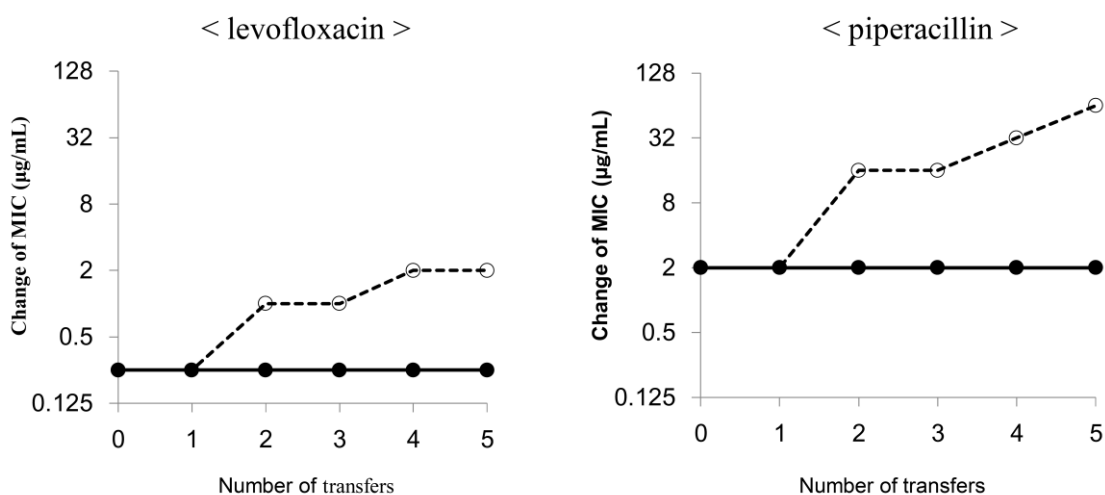 < levofloxacin >
Change of MIC (μg/mL)
128
32
8
2
0.5
0.125
0 1 2 3 4 5
Number of transfers
< piperacillin >
Change of MIC (μg/mL)
128
32
8
2
0.5
0.125
0 1 2 3 4 5
Number of transfers